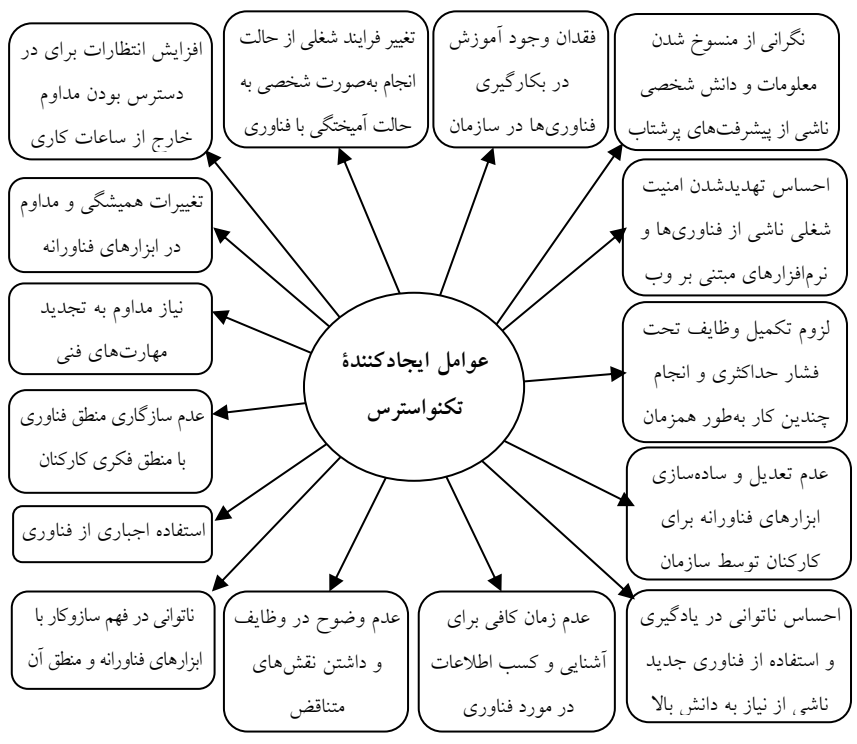 نگرانی از منسوخ شدن
معلومات و دانش شخصی
ناشی از پیشرفت‌های پرشتاب
فقدان وجود آموزش
در بکارگیری
فناوری‌ها در سازمان
تغییر فرایند شغلی از حالت
انجام به‌صورت شخصی به
حالت آمیختگی با فناوری
افزایش انتظارات برای در
دسترس بودن مداوم
خارج از ساعات کاری
احساس تهدیدشدن امنیت
شغلی ناشی از فناوری‌ها و
نرم‌افزارهای مبتنی بر وب
تغییرات همیشگی و مداوم
در ابزارهای فناورانه
لزوم تکمیل وظایف تحت
فشار حداکثری و انجام
چندین کار به‌طور همزمان
عوامل ایجادکنندۀ
تکنواسترس
نیاز مداوم به تجدید
مهارت‌های فنی
عدم سازگاری منطق فناوری
با منطق فکری کارکنان
عدم تعدیل و ساده‌سازی
ابزارهای فناورانه برای
کارکنان توسط سازمان
استفاده اجباری از فناوری
احساس ناتوانی در یادگیری
و استفاده از فناوری جدید
ناشی از نیاز به دانش بالا
عدم زمان کافی برای
آشنایی و کسب اطلاعات
در مورد فناوری
عدم وضوح در وظایف
و داشتن نقش‌های
متناقض
ناتوانی در فهم سازوکار با
ابزارهای فناورانه و منطق آن